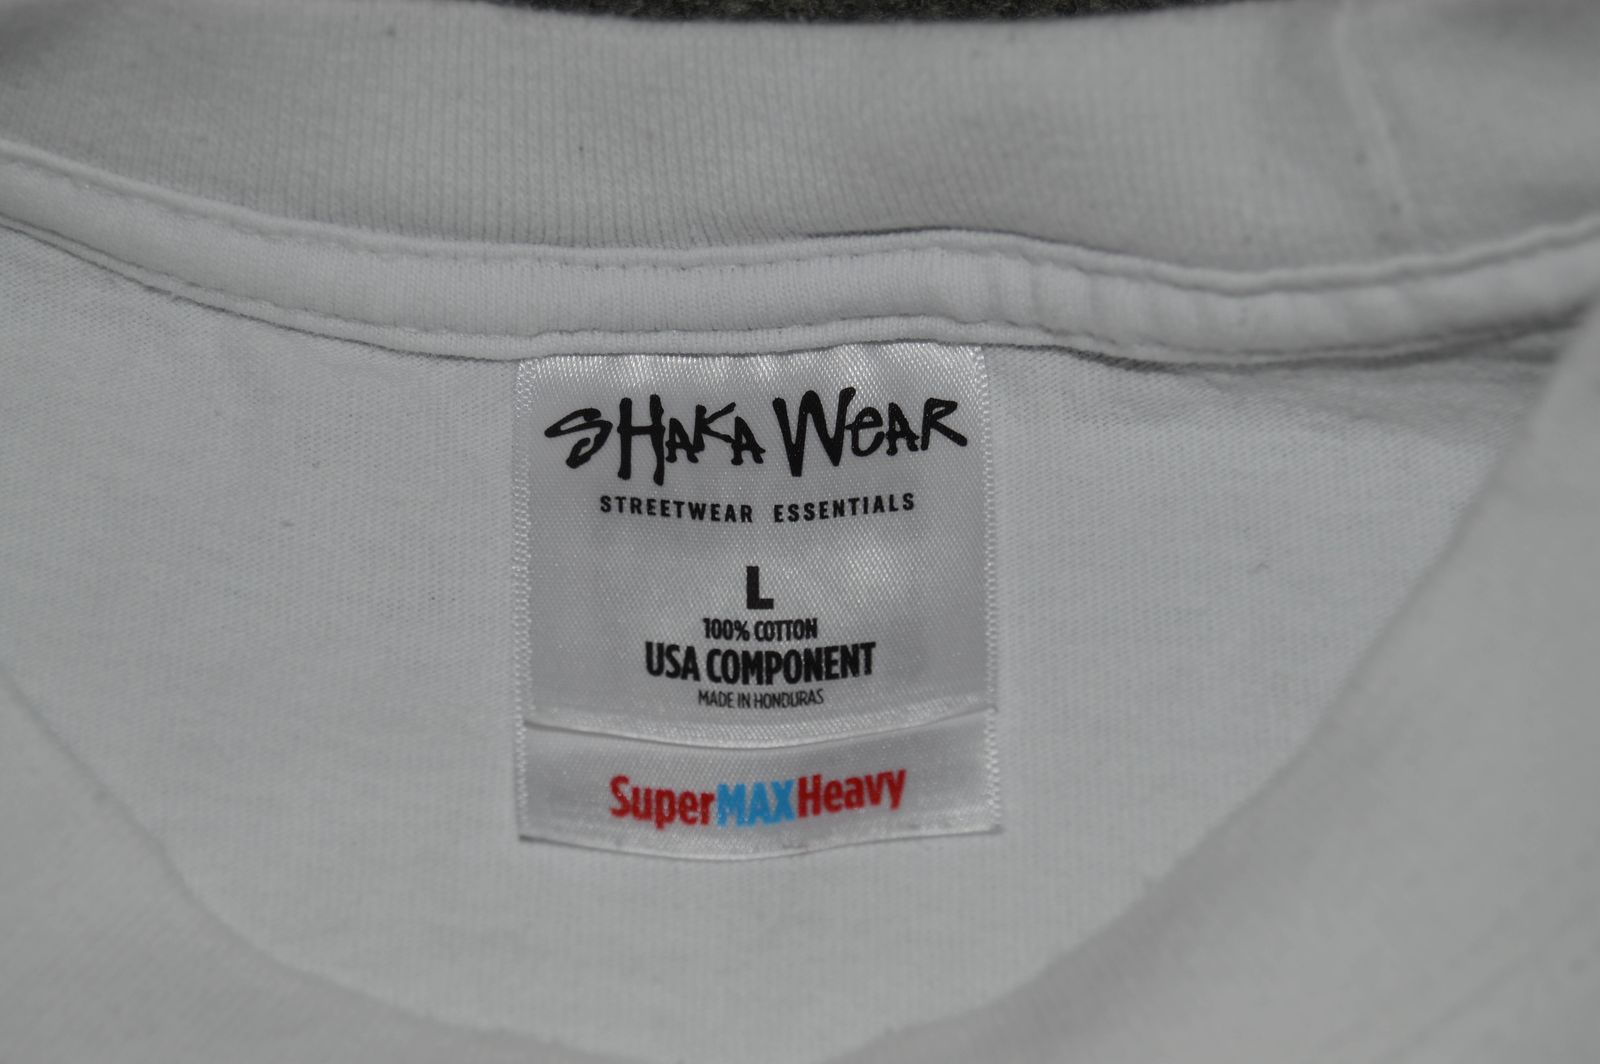 SHAKA WEAR
STREETWEAR ESSENTIALS
L
100% COTTON
USA COMPONENT
MADE IN HONDURAS
SuperMAXHeavy